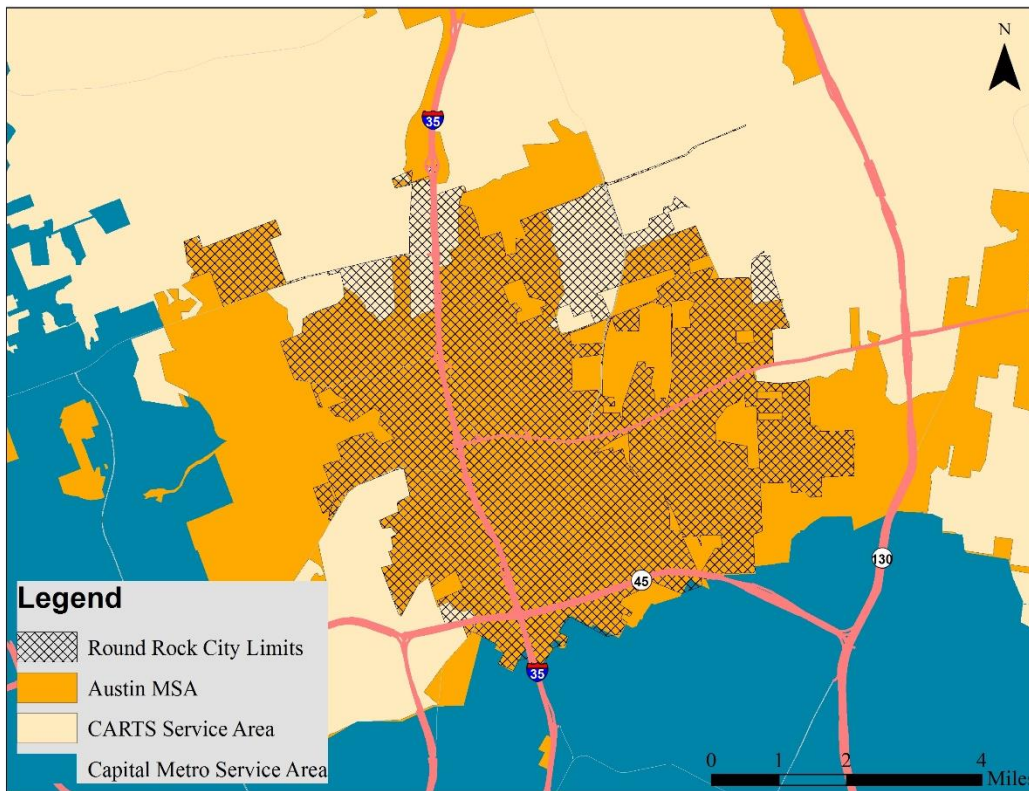 N
35
130
45
35
Legend
Round Rock City Limits
Austin MSA
CARTS Service Area
Capital Metro Service Area
0 1 2 4
Miles